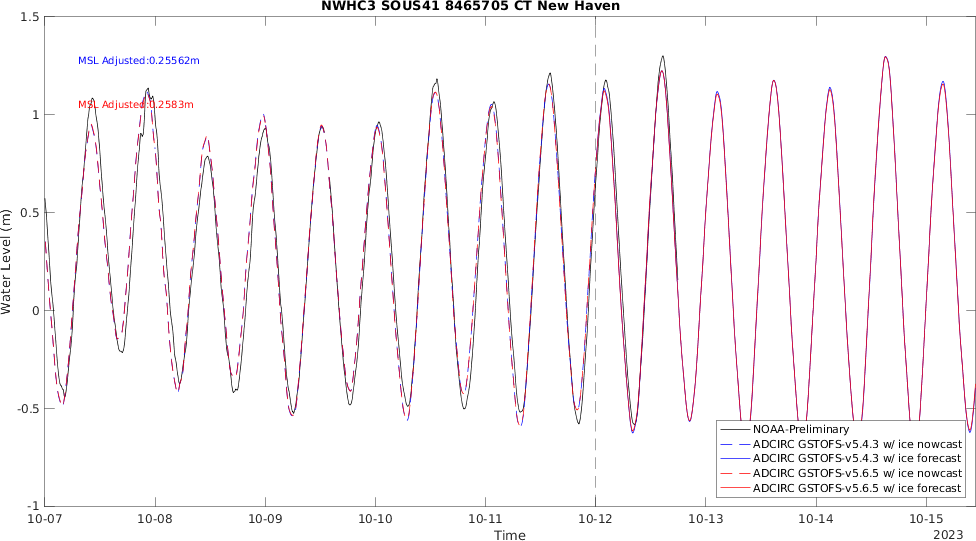 NWHC3 SOUS41 8465705 CT New Haven
1.5
MSL Adjusted:0.25562m
MSL Adjusted:0.2583m
1
0.5
0
-0.5
-1
Water Level (m)
NOAA-Preliminary
ADCIRC GSTOFS-v5.4.3 w/ ice nowcast
ADCIRC GSTOFS-v5.4.3 w/ ice forecast
ADCIRC GSTOFS-v5.6.5 w/ ice nowcast
ADCIRC GSTOFS-v5.6.5 w/ ice forecast
10-07 10-08 10-09 10-10 10-11 10-12 10-13 10-14 10-15
Time
2023